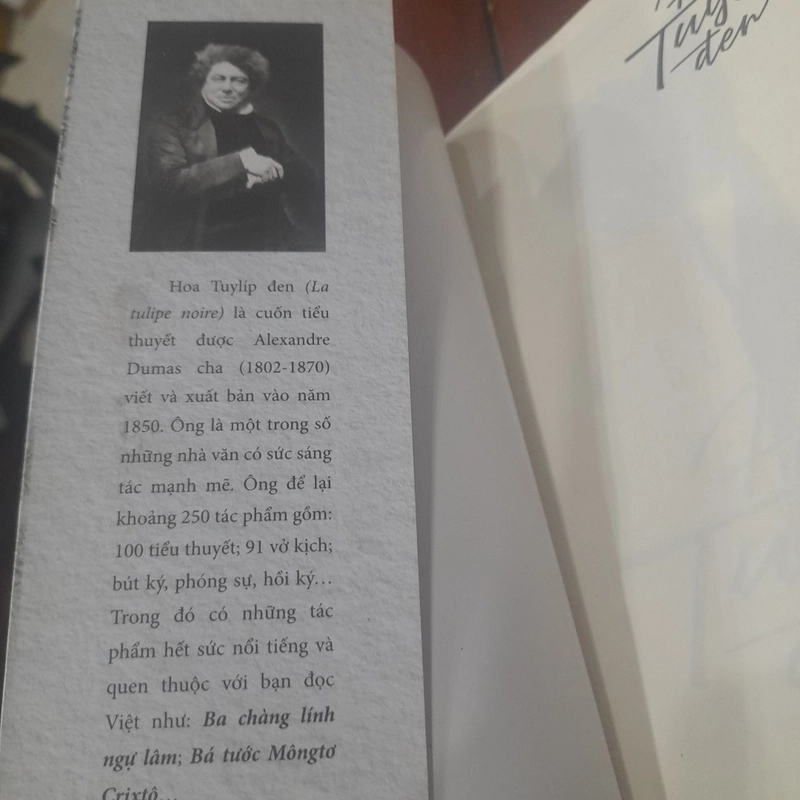 Tuy
đen
Hoa Tuylíp đen (La
tulipe noire) là cuốn tiểu
thuyết được Alexandre
Dumas cha (1802-1870)
viết và xuất bản vào năm
1850. Ông là một trong số
những nhà văn có sức sáng
tác mạnh mẽ. Ông để lại
khoảng 250 tác phẩm gồm:
100 tiểu thuyết; 91 vở kịch;
bút ký, phóng sự, hồi ký...
Trong đó có những tác
phẩm hết sức nổi tiếng và
quen thuộc với bạn đọc
Việt như: Ba chàng lính
ngự lâm; Bá tước Môngtơ
Crixtô...